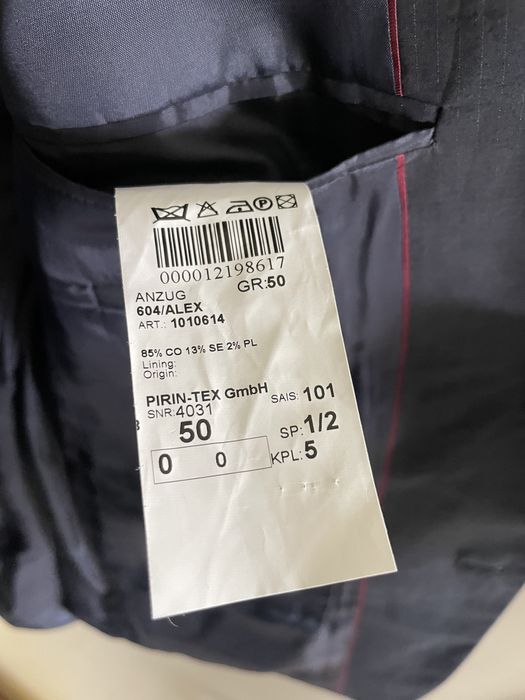 000012198617
ANZUG GR:50
604/ALEX
ART.: 1010614
85% CO 13% SE 2% PL
Lining:
Origin:
PIRIN-TEX GmbH SAIS: 101
SNR:4031
50 SP:1/2
0 0 KPL:5